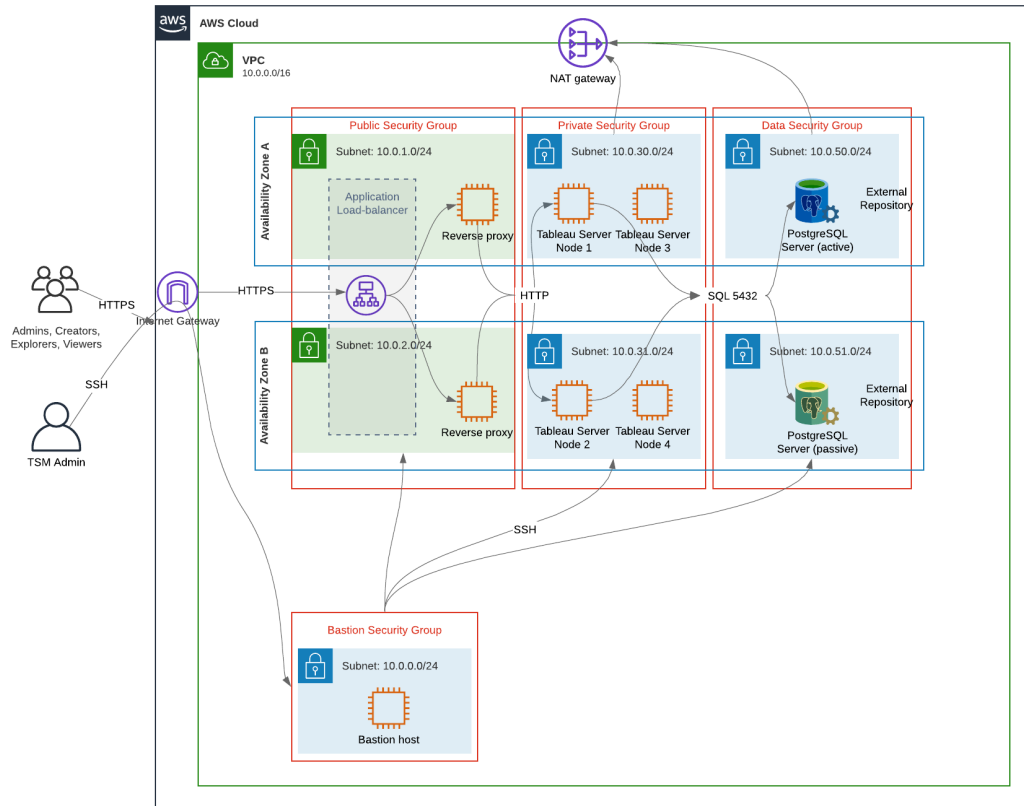 aws
AWS Cloud
VPC
10.0.0.0/16
NAT gateway
Public Security Group
Private Security Group
Data Security Group
Availability Zone A
Subnet: 10.0.1.0/24
Subnet: 10.0.30.0/24
Subnet: 10.0.50.0/24
Application
Load-balancer
Reverse proxy
Tableau Server
Node 1
Tableau Server
Node 3
External
Repository
PostgreSQL
Server (active)
HTTPS
HTTPS
Internet Gateway
HTTP
SQL 5432
Admins, Creators,
Explorers, Viewers
SSH
TSM Admin
Availability Zone B
Subnet: 10.0.2.0/24
Subnet: 10.0.31.0/24
Subnet: 10.0.51.0/24
Reverse proxy
Tableau Server
Node 2
Tableau Server
Node 4
External
Repository
PostgreSQL
Server (passive)
SSH
Bastion Security Group
Subnet: 10.0.0.0/24
Bastion host